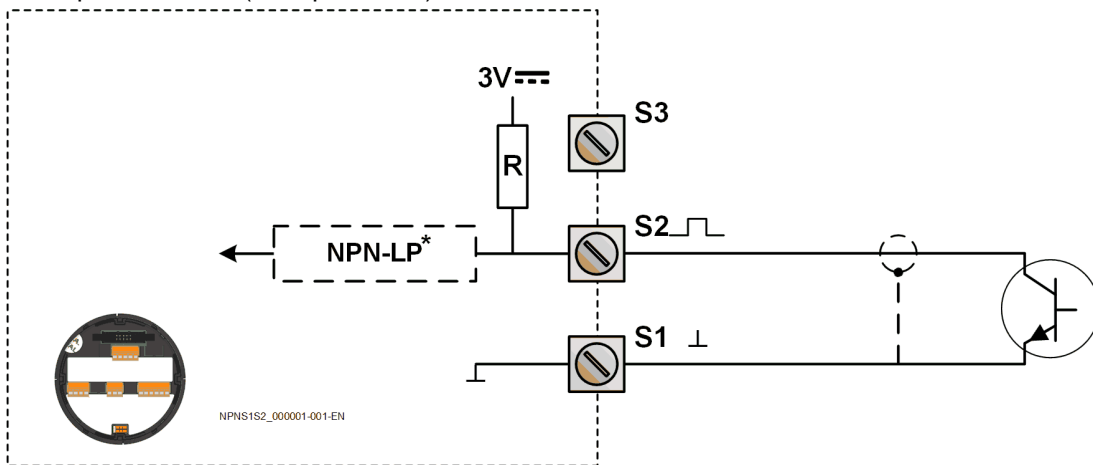 3V
S3
R
S2
NPN-LP*
S1
NPNS1S2_000001-001-EN